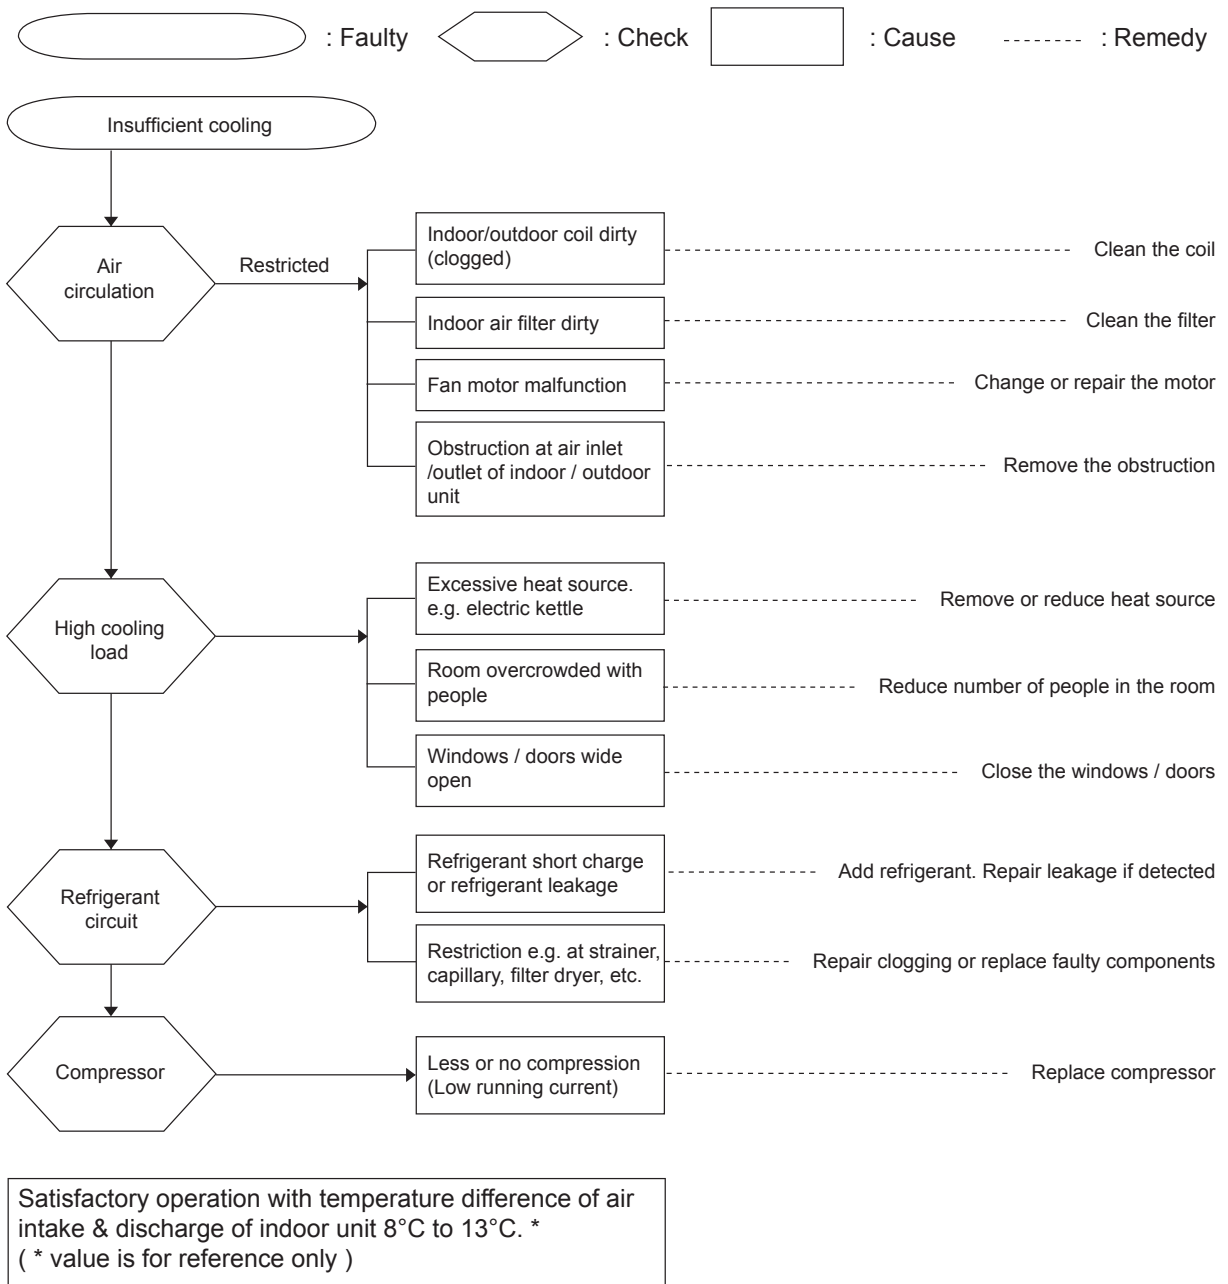 : Faulty
: Check
: Cause
: Remedy
Insufficient cooling
Air
circulation
Restricted
Indoor/outdoor coil dirty
(clogged)
Clean the coil
Indoor air filter dirty
Clean the filter
Fan motor malfunction
Change or repair the motor
Obstruction at air inlet
/outlet of indoor / outdoor
unit
Remove the obstruction
High cooling
load
Excessive heat source.
e.g. electric kettle
Remove or reduce heat source
Room overcrowded with
people
Reduce number of people in the room
Windows / doors wide
open
Close the windows / doors
Refrigerant
circuit
Refrigerant short charge
or refrigerant leakage
Add refrigerant. Repair leakage if detected
Restriction e.g. at strainer,
capillary, filter dryer, etc.
Repair clogging or replace faulty components
Compressor
Less or no compression
(Low running current)
Replace compressor
Satisfactory operation with temperature difference of air
intake & discharge of indoor unit 8°C to 13°C. *
( * value is for reference only )